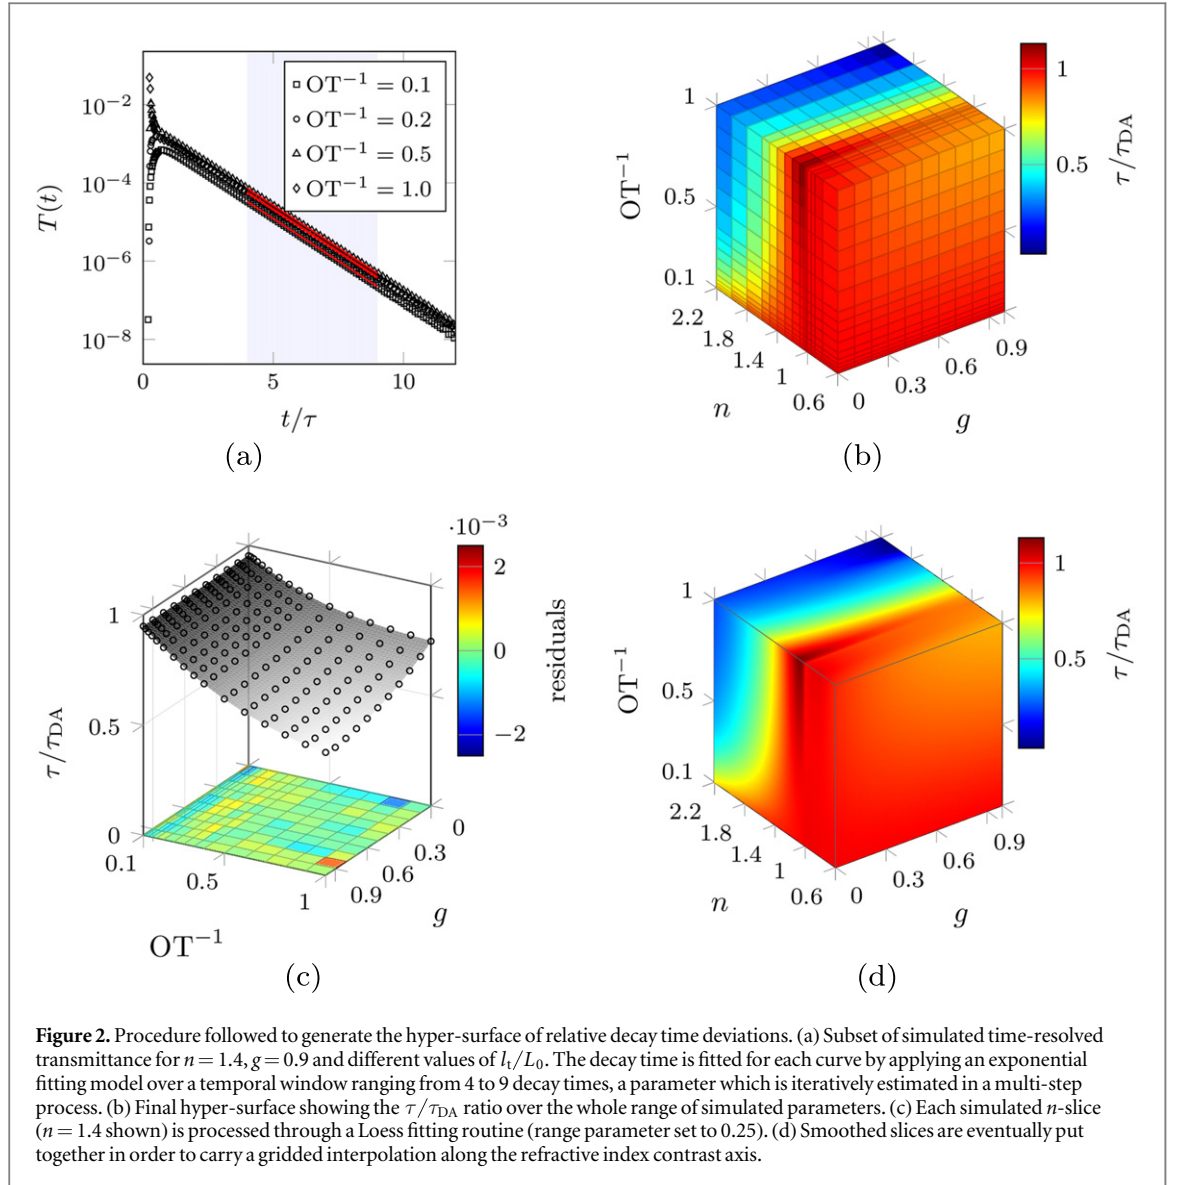 10⁻²
10⁻⁴
10⁻⁶
10⁻⁸
T(t)
0
5
10
t/τ
OT⁻¹ = 0.1
OT⁻¹ = 0.2
OT⁻¹ = 0.5
OT⁻¹ = 1.0
(a)
1
0.5
0.1
OT⁻¹
2.2
1.8
1.4
1
0.6
n
0
0.3
0.6
0.9
g
1
0.5
τ/τDA
(b)
1
0.5
0
τ/τDA
0.1
0.5
1
OT⁻¹
0.9
0.6
0.3
0
g
·10⁻³
2
0
−2
residuals
(c)
1
0.5
0.1
OT⁻¹
2.2
1.8
1.4
1
0.6
n
0
0.3
0.6
0.9
g
1
0.5
τ/τDA
(d)
Figure 2. Procedure followed to generate the hyper-surface of relative decay time deviations. (a) Subset of simulated time-resolved
transmittance for n = 1.4, g = 0.9 and different values of lt/L0. The decay time is fitted for each curve by applying an exponential
fitting model over a temporal window ranging from 4 to 9 decay times, a parameter which is iteratively estimated in a multi-step
process. (b) Final hyper-surface showing the τ/τDA ratio over the whole range of simulated parameters. (c) Each simulated n-slice
(n = 1.4 shown) is processed through a Loess fitting routine (range parameter set to 0.25). (d) Smoothed slices are eventually put
together in order to carry a gridded interpolation along the refractive index contrast axis.